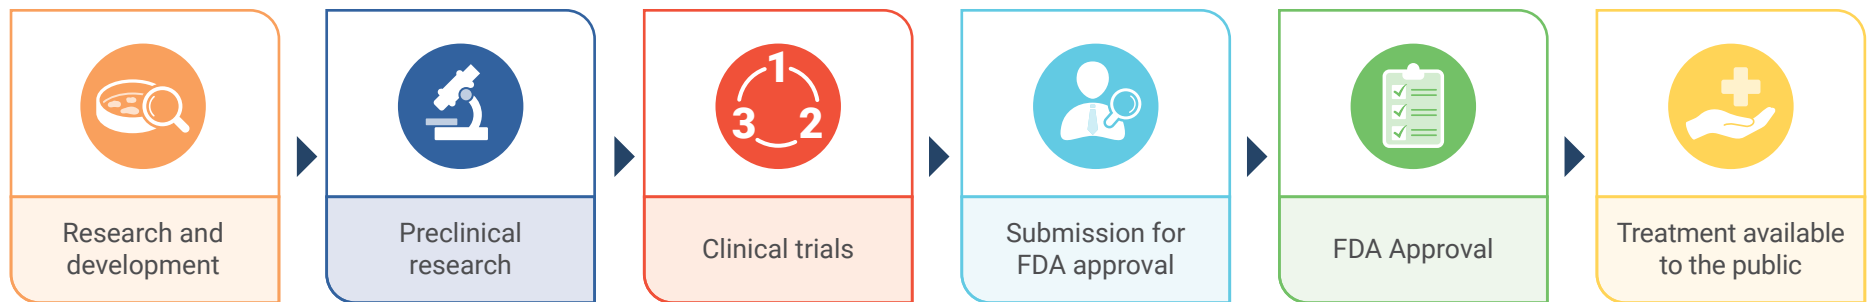 1
3 2
Research and
development
Preclinical
research
Clinical trials
Submission for
FDA approval
FDA Approval
Treatment available
to the public